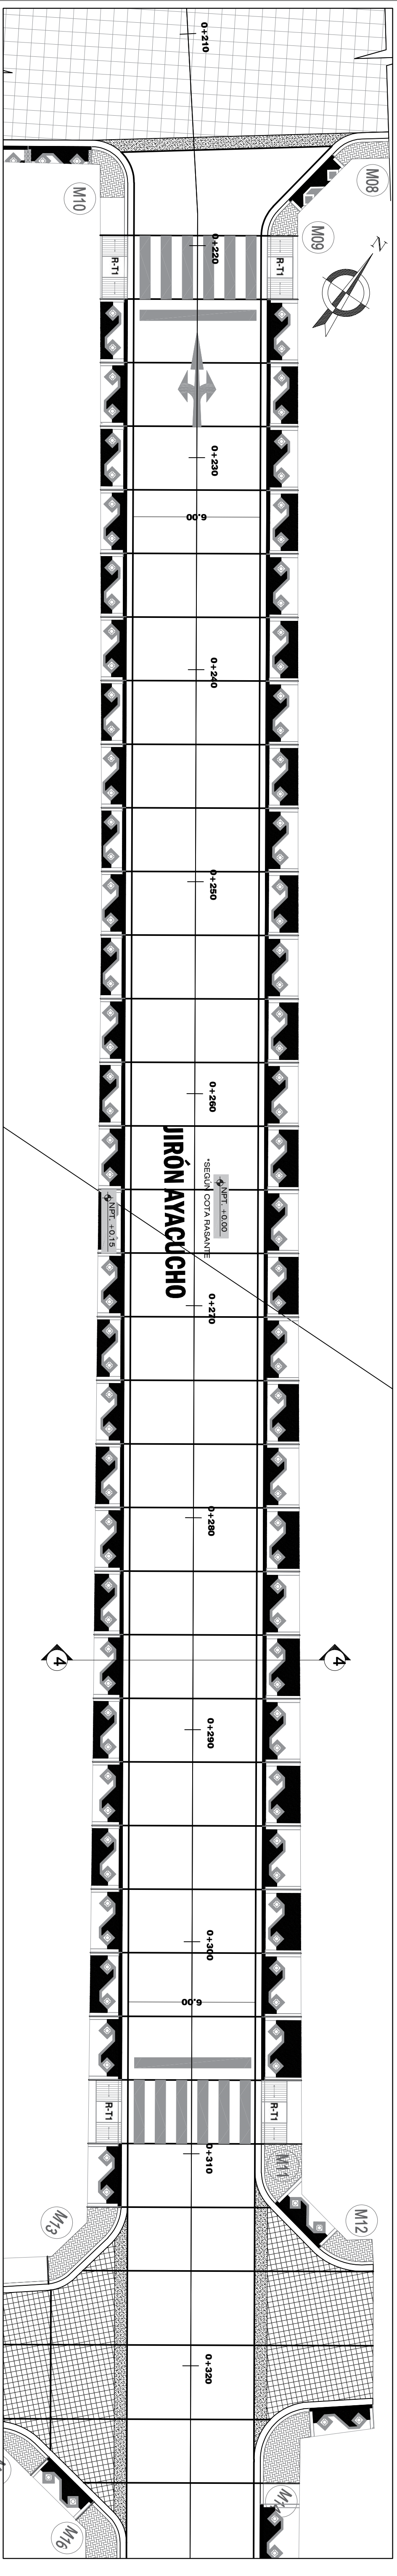 0+210
M10
M08
M09
N
0+220
R-T1
R-T1
0+230
6.00
0+240
0+250
0+260
JIRÓN AYACUCHO
*SEGÚN COTA RASANTE
NPT. +0.00
NPT. +0.15
0+270
0+280
4
4
0+290
0+300
6.00
R-T1
R-T1
0+310
M11
M12
M13
0+320
M16